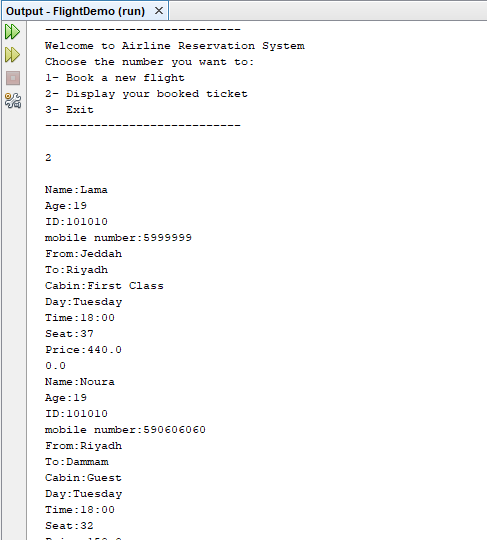 Output - FlightDemo (run) ×
----------------------------
Welcome to Airline Reservation System
Choose the number you want to:
1- Book a new flight
2- Display your booked ticket
3- Exit
----------------------------
2
Name:Lama
Age:19
ID:101010
mobile number:5999999
From:Jeddah
To:Riyadh
Cabin:First Class
Day:Tuesday
Time:18:00
Seat:37
Price:440.0
0.0
Name:Noura
Age:19
ID:101010
mobile number:590606060
From:Riyadh
To:Dammam
Cabin:Guest
Day:Tuesday
Time:18:00
Seat:32